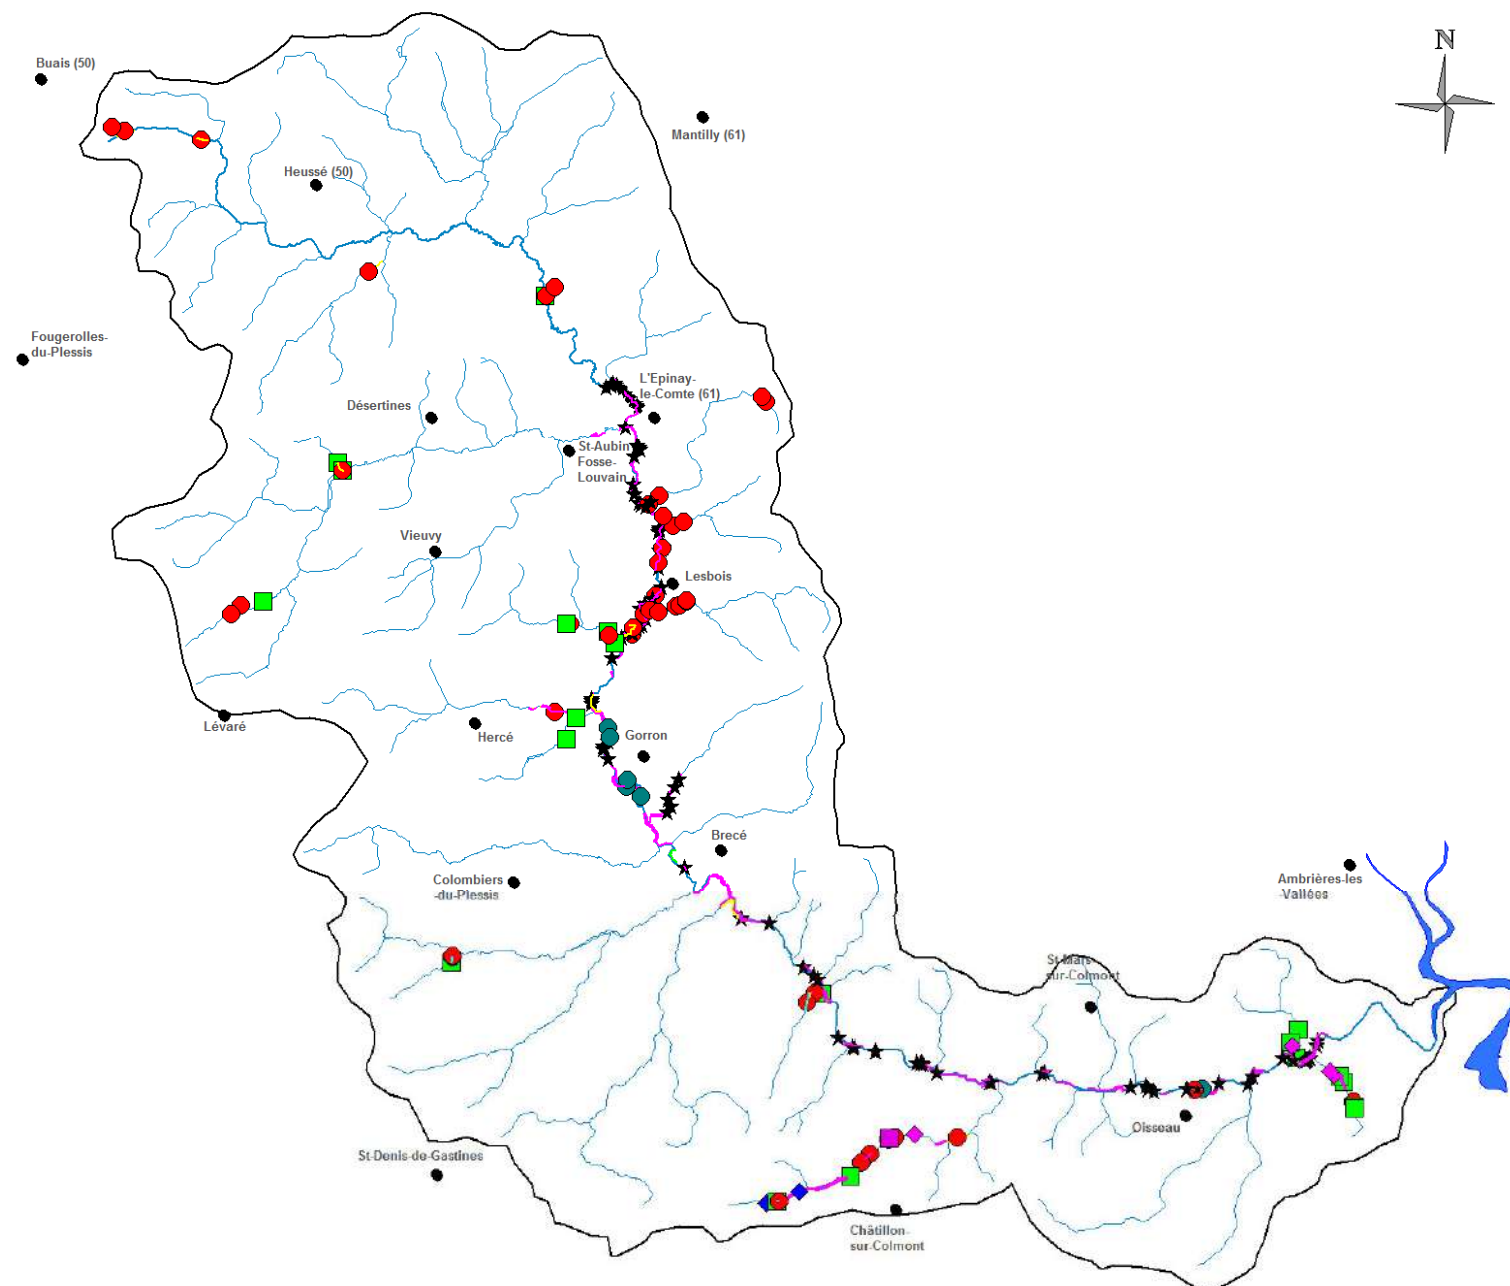 N
Buais (50)
Mantilly (61)
Heussé (50)
Fougerolles-
du-Plessis
L'Epinay-
le-Comte (61)
Désertines
St-Aubin
Fosse-
Louvain
Vieuvy
Lesbois
Lévaré
Hercé
Gorron
Brecé
Colombiers
-du-Plessis
Ambrières-les
-Vallées
St-Mars-
sur-Colmont
Oisseau
St-Denis-de-Gastines
Châtillon-
sur-Colmont